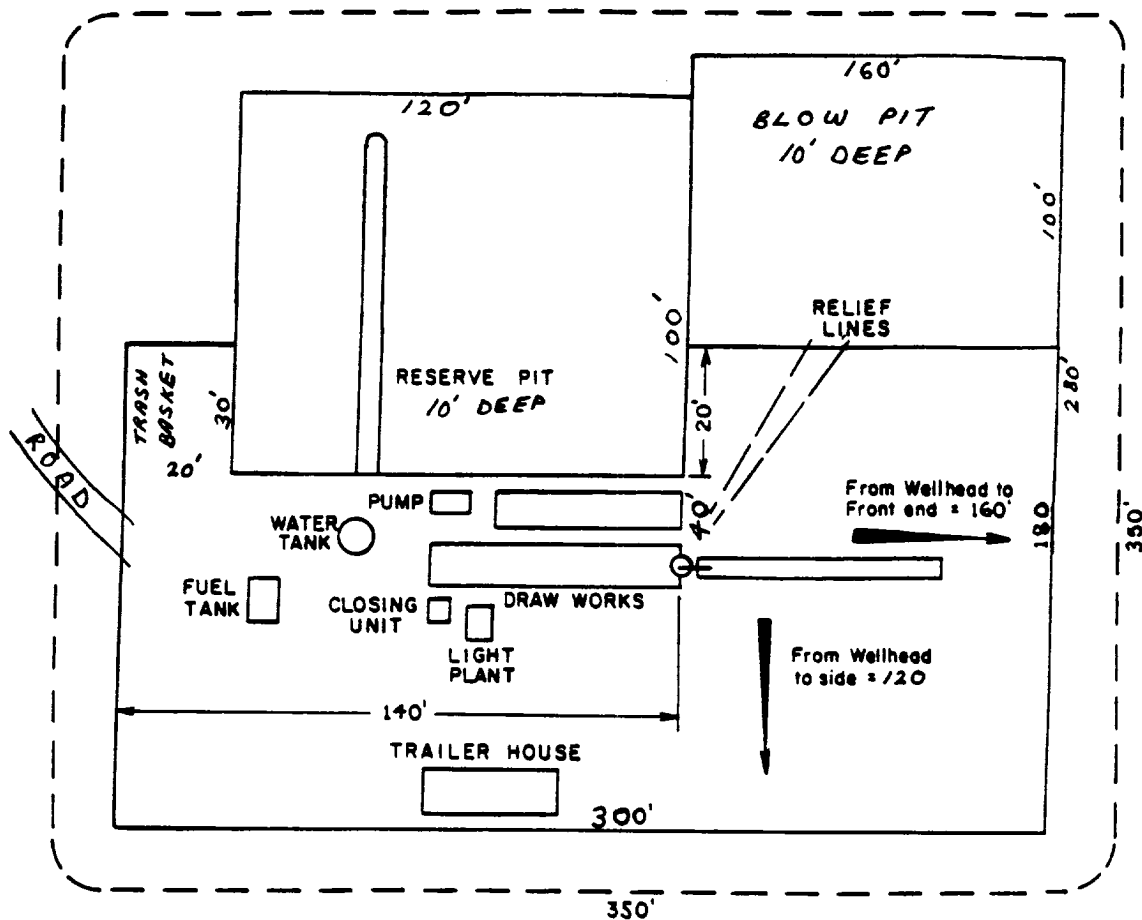 160'
BLOW PIT
10' DEEP
120'
100'
RELIEF
LINES
100'
RESERVE PIT
10' DEEP
TRASH
BASKET
30'
20'
20'
280'
ROAD
PUMP
40'
WATER
TANK
From Wellhead to
Front end = 160'
180
350'
FUEL
TANK
CLOSING
UNIT
DRAW WORKS
LIGHT
PLANT
From Wellhead
to side = 120
140'
TRAILER HOUSE
300'
350'